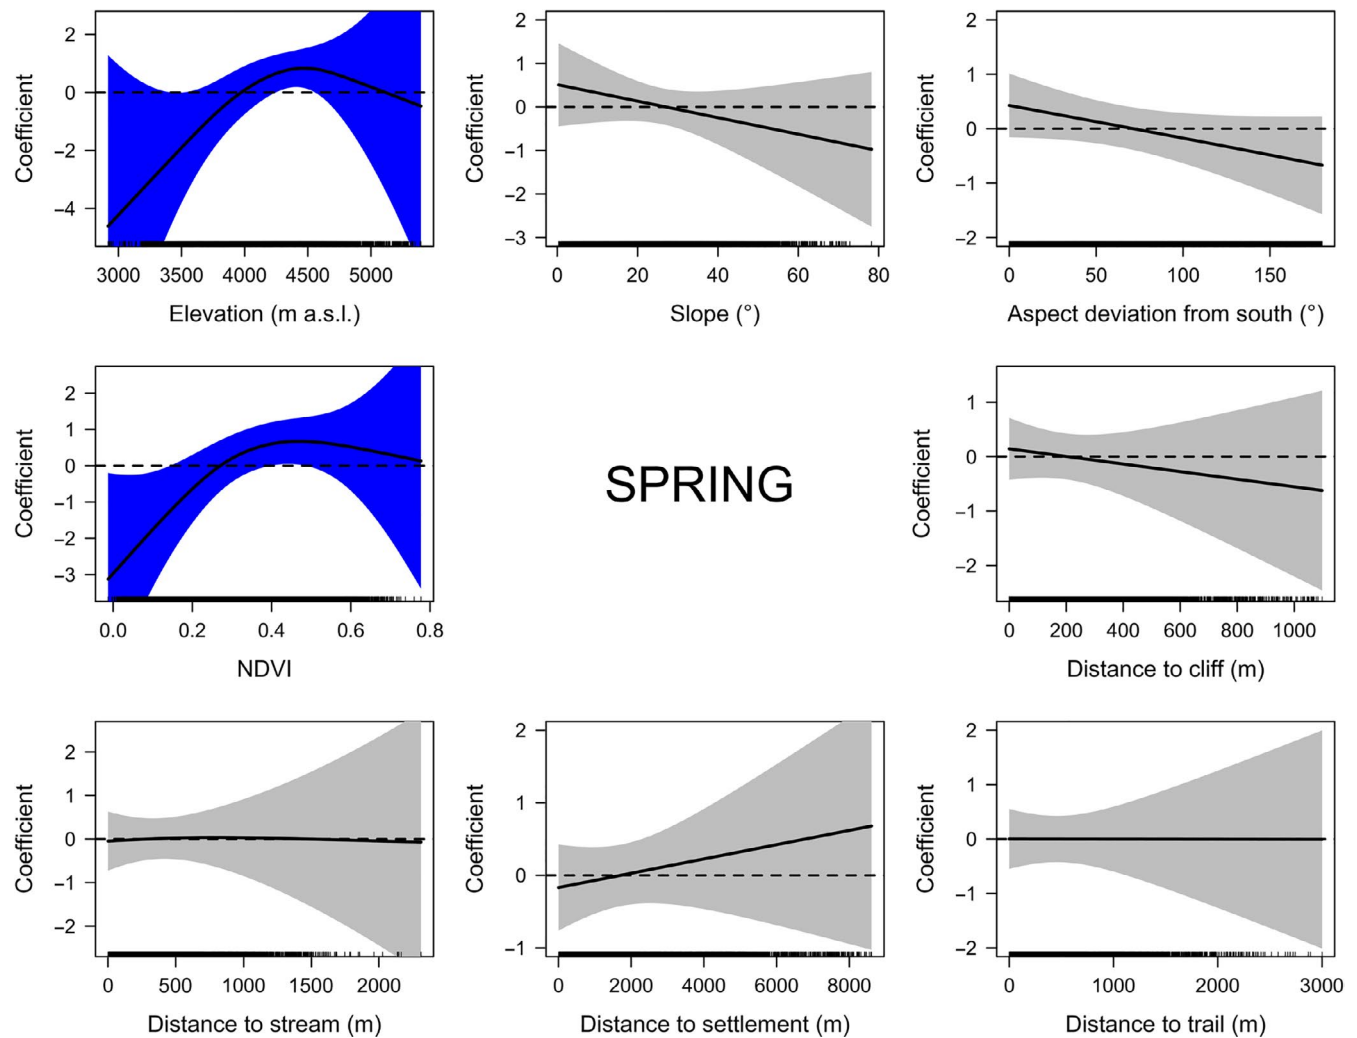 2
0
−2
−4
Coefficient
3000 3500 4000 4500 5000
Elevation (m a.s.l.)
2
1
0
−1
−2
−3
Coefficient
0 20 40 60 80
Slope (°)
2
1
0
−1
−2
Coefficient
0 50 100 150
Aspect deviation from south (°)
2
1
0
−1
−2
−3
Coefficient
0.0 0.2 0.4 0.6 0.8
NDVI
SPRING
1
0
−1
−2
Coefficient
0 200 400 600 800 1000
Distance to cliff (m)
2
1
0
−1
−2
Coefficient
0 500 1000 1500 2000
Distance to stream (m)
2
1
0
−1
Coefficient
0 2000 4000 6000 8000
Distance to settlement (m)
2
1
0
−1
−2
Coefficient
0 1000 2000 3000
Distance to trail (m)